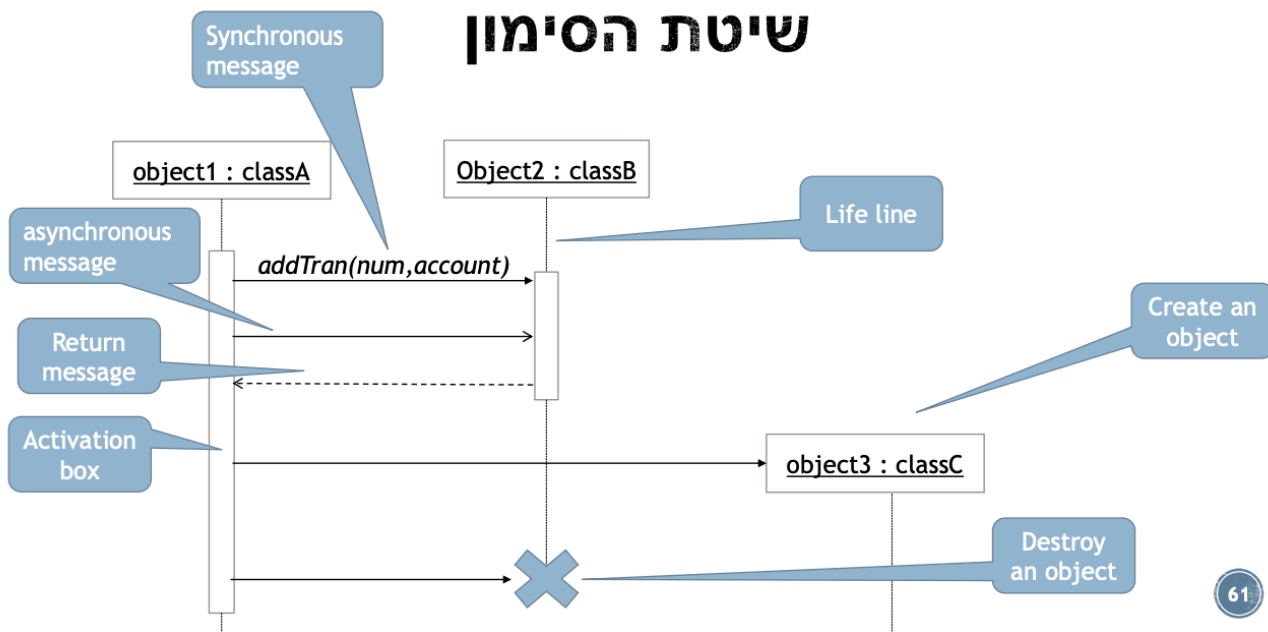 שיטת הסימון
Synchronous
message
object1 : classA
Object2 : classB
Life line
asynchronous
message
addTran(num,account)
Create an
object
Return
message
Activation
box
object3 : classC
Destroy
an object
61